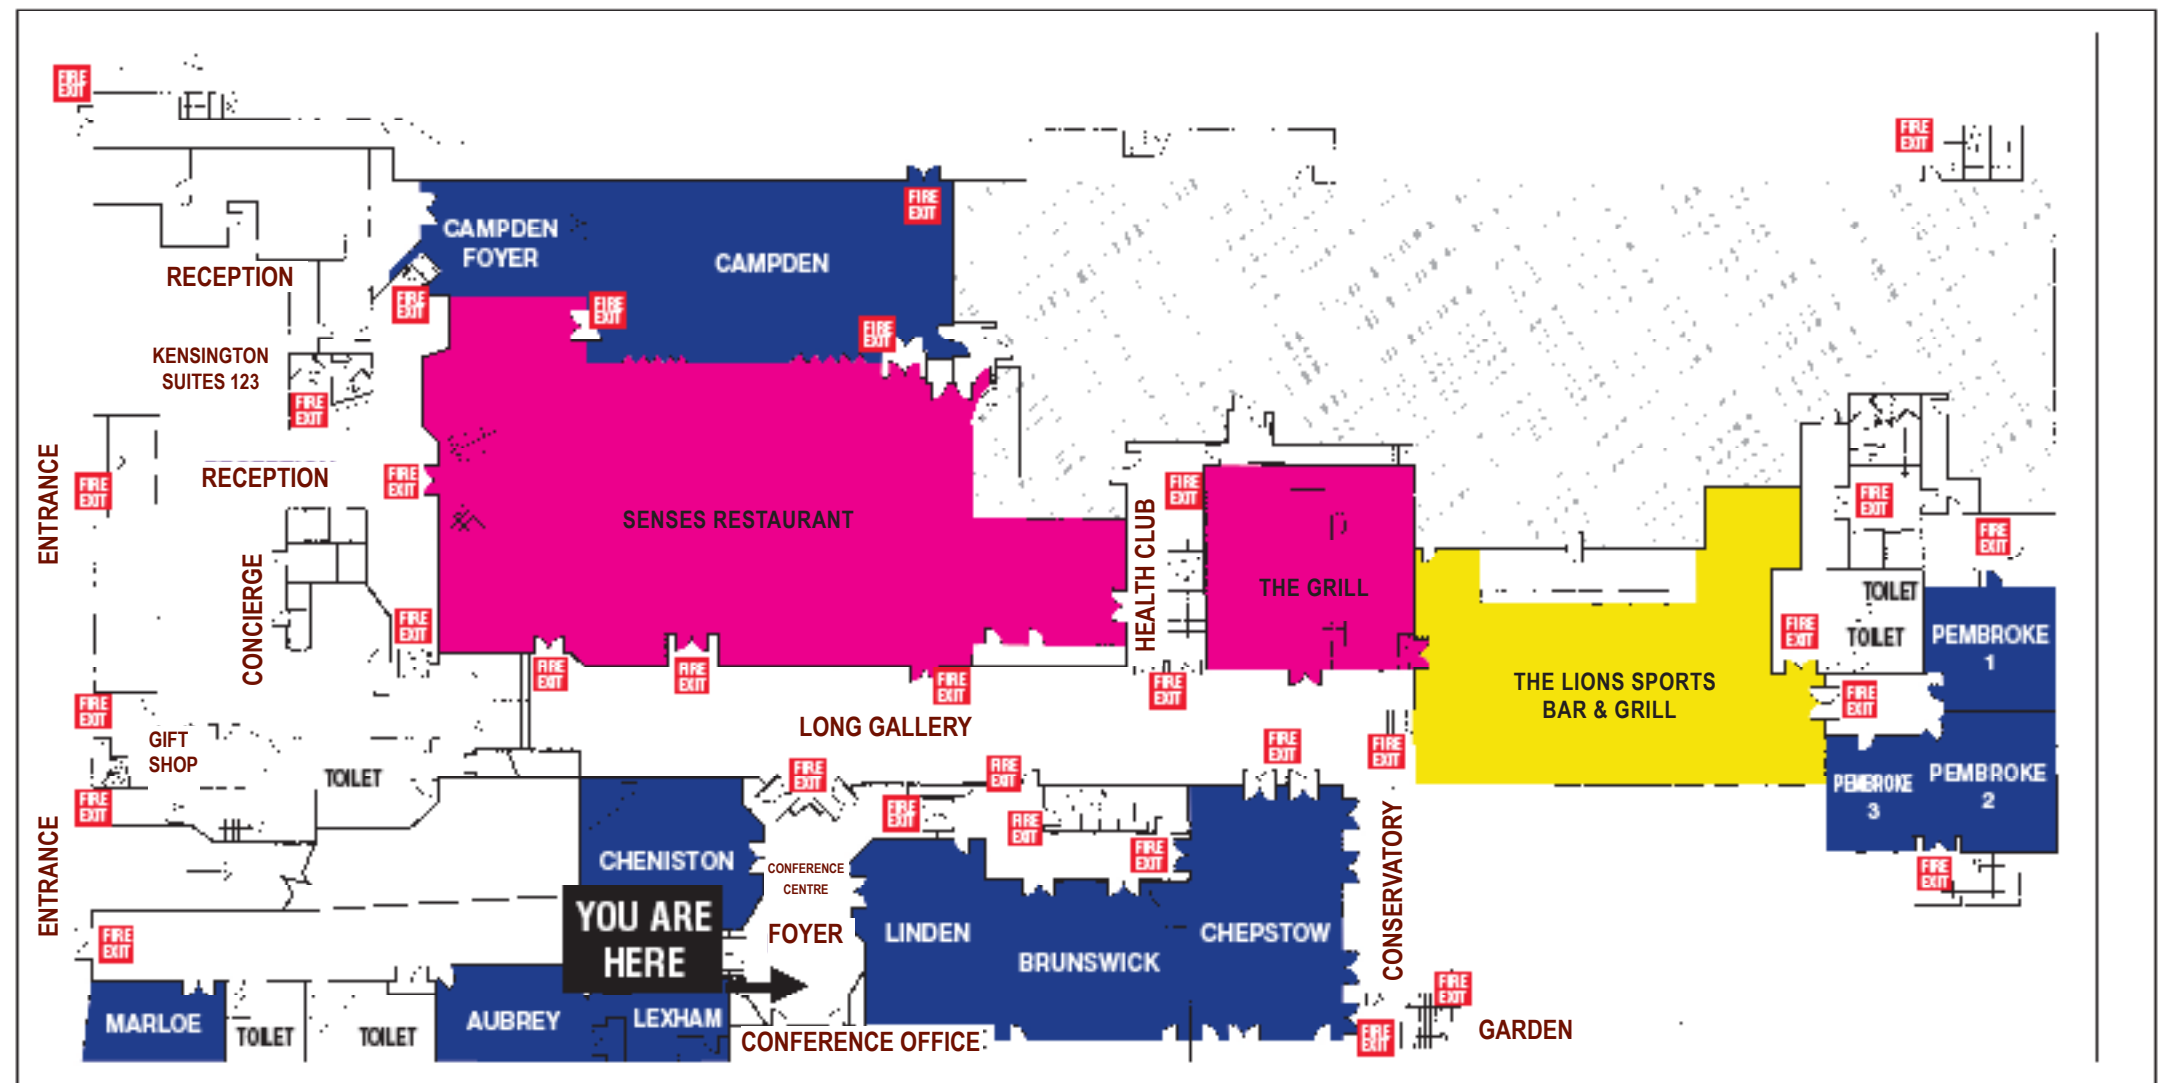 FIRE
EXIT
FIRE
EXIT
FIRE
EXIT
CAMPDEN
FOYER
CAMPDEN
RECEPTION
FIRE
EXIT
FIRE
EXIT
FIRE
EXIT
KENSINGTON
SUITES 123
FIRE
EXIT
ENTRANCE
FIRE
EXIT
RECEPTION
FIRE
EXIT
SENSES RESTAURANT
HEALTH CLUB
FIRE
EXIT
THE GRILL
FIRE
EXIT
FIRE
EXIT
CONCIERGE
FIRE
EXIT
TOILET
TOILET
FIRE
EXIT
PEMBROKE
1
FIRE
EXIT
FIRE
EXIT
FIRE
EXIT
FIRE
EXIT
THE LIONS SPORTS
BAR & GRILL
FIRE
EXIT
FIRE
EXIT
LONG GALLERY
GIFT
SHOP
TOILET
FIRE
EXIT
FIRE
EXIT
FIRE
EXIT
FIRE
EXIT
PEMBROKE
3
PEMBROKE
2
FIRE
EXIT
FIRE
EXIT
FIRE
EXIT
FIRE
EXIT
ENTRANCE
CHENISTON
CONFERENCE
CENTRE
FOYER
FIRE
EXIT
YOU ARE
HERE
LINDEN
BRUNSWICK
CHEPSTOW
CONSERVATORY
FIRE
EXIT
FIRE
EXIT
MARLOE
TOILET
TOILET
AUBREY
LEXHAM
CONFERENCE OFFICE
FIRE
EXIT
GARDEN